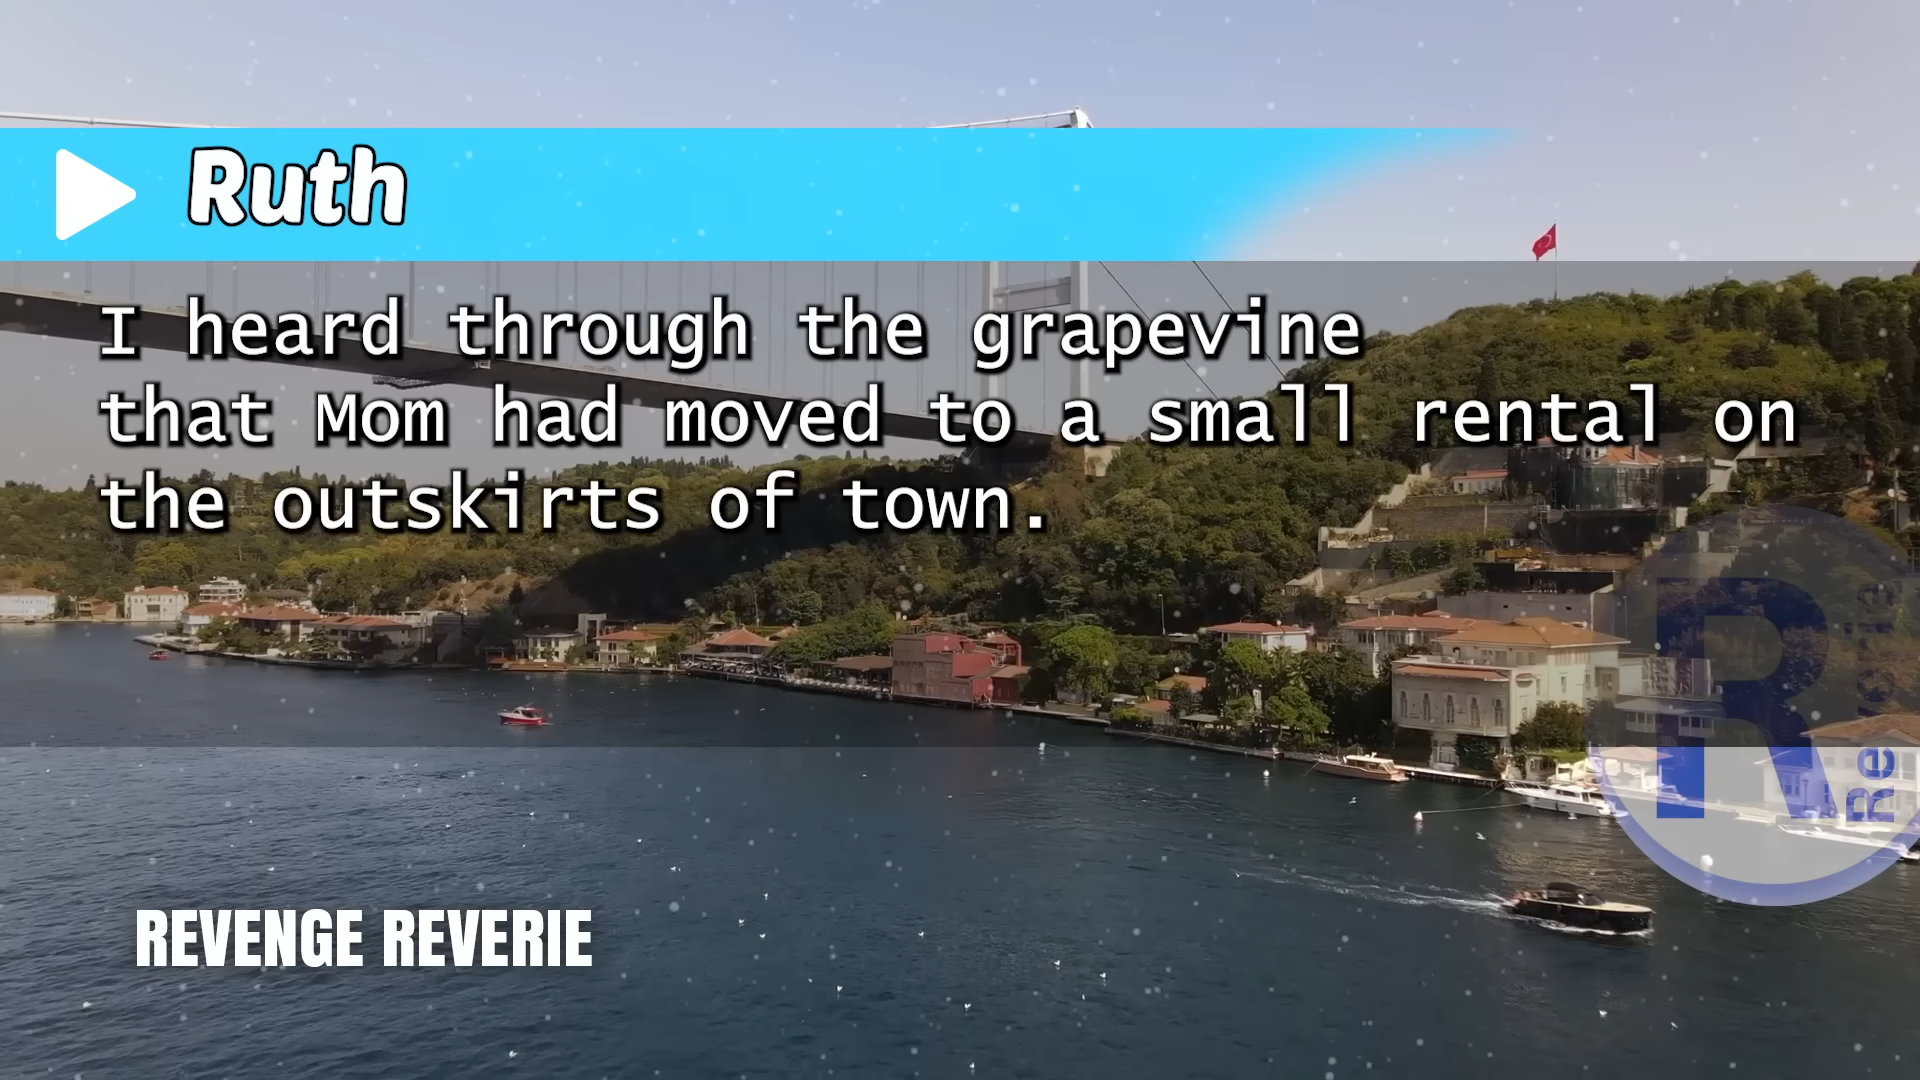 Ruth
I heard through the grapevine
that Mom had moved to a small rental on
the outskirts of town.
R
REVENGE REVERIE